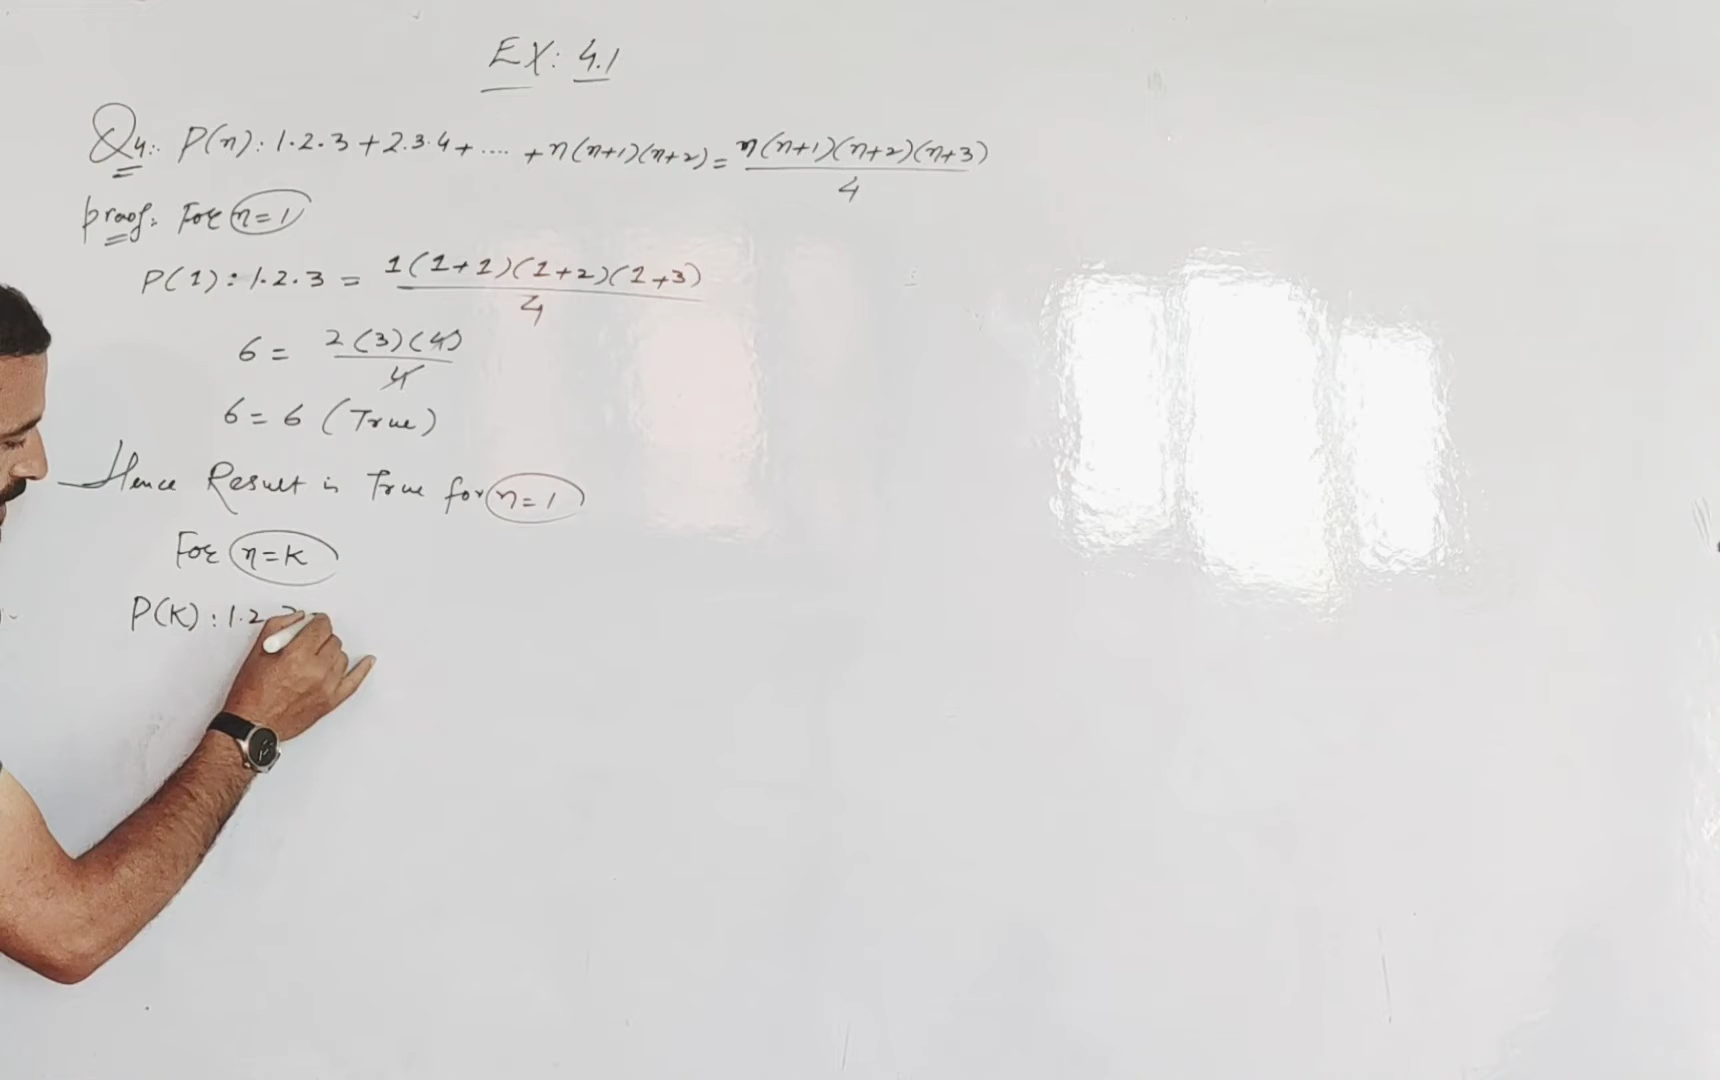 EX: 4.1
Q4:. P(n): 1.2.3 + 2.3.4 + .... + n(n+1)(n+2) = n(n+1)(n+2)(n+3) / 4
proof: For n=1
P(1): 1.2.3 = 1(1+1)(1+2)(1+3) / 4
6 = 2(3)(4) / 4
6 = 6 (True)
Hence Result is True for n=1
For n=k
P(k): 1.2